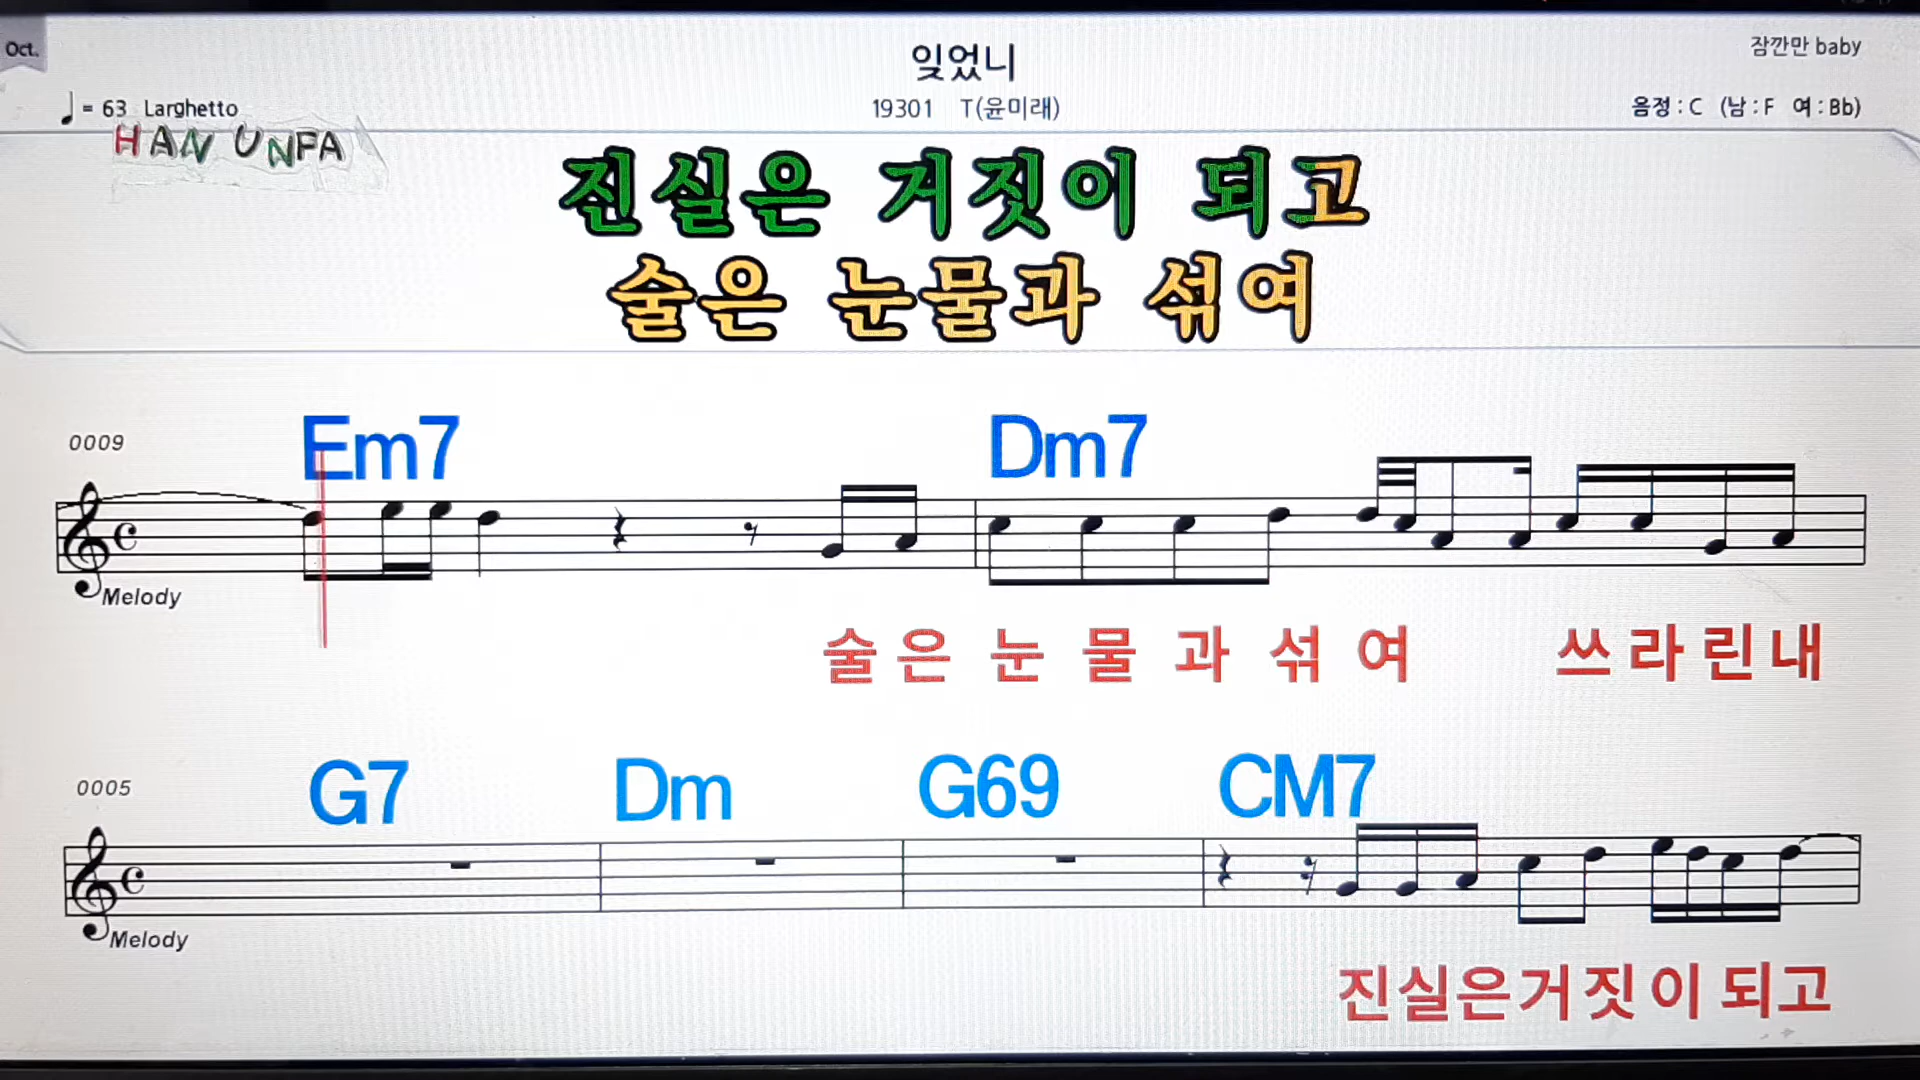 Oct.
잊었니
잠깐만 baby
= 63 Larghetto
19301 T(윤미래)
음정 : C (남 : F 여 : Bb)
HAN UNFA
진실은 거짓이 되고
술은 눈물과 섞여
0009
Em7 Dm7
Melody
술은눈물과섞여 쓰라린내
0005
G7 Dm G69 CM7
Melody
진실은거짓이되고